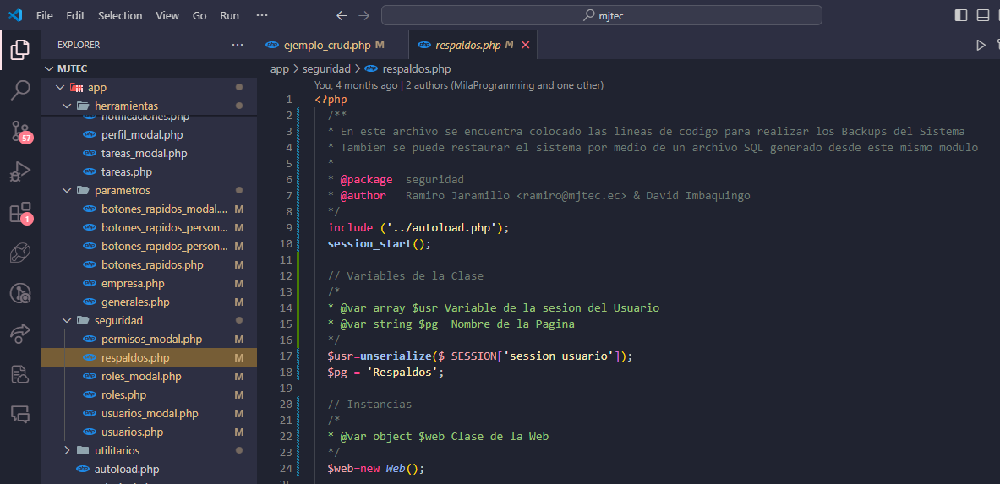 File Edit Selection View Go Run ··· mjtec
EXPLORER ···
MJTEC
app
herramientas
notificaciones.php
perfil_modal.php
tareas_modal.php
tareas.php
parametros
botones_rapidos_modal.... M
botones_rapidos_person... M
botones_rapidos_person... M
botones_rapidos.php M
empresa.php M
generales.php M
seguridad
permisos_modal.php M
respaldos.php M
roles_modal.php M
roles.php M
usuarios_modal.php M
usuarios.php M
utilitarios
autoload.php
57
1
ejemplo_crud.php M
respaldos.php M
app > seguridad > respaldos.php
You, 4 months ago | 2 authors (MilaProgramming and one other)
1 <?php
2 /**
3 * En este archivo se encuentra colocado las lineas de codigo para realizar los Backups del Sistema
4 * Tambien se puede restaurar el sistema por medio de un archivo SQL generado desde este mismo modulo
5 *
6 * @package seguridad
7 * @author Ramiro Jaramillo <ramiro@mjtec.ec> & David Imbaquingo
8 */
9 include ('../autoload.php');
10 session_start();
11
12 // Variables de la Clase
13 /*
14 * @var array $usr Variable de la sesion del Usuario
15 * @var string $pg Nombre de la Pagina
16 */
17 $usr=unserialize($_SESSION['session_usuario']);
18 $pg = 'Respaldos';
19
20 // Instancias
21 /*
22 * @var object $web Clase de la Web
23 */
24 $web=new Web();
25